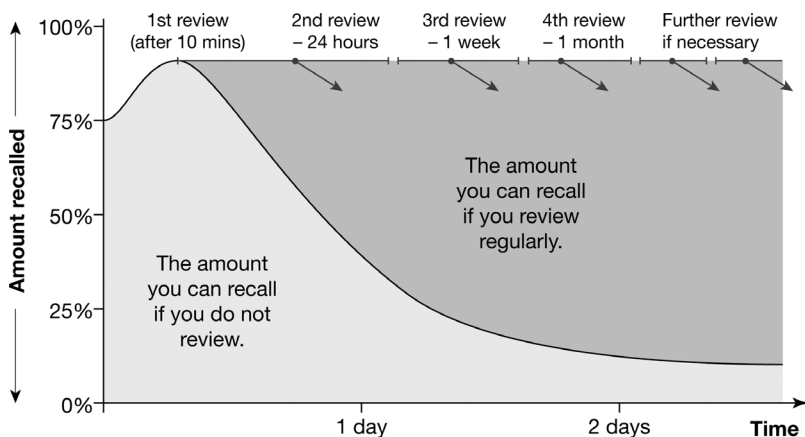 100%
1st review
(after 10 mins)
2nd review
– 24 hours
3rd review
– 1 week
4th review
– 1 month
Further review
if necessary
75%
50%
25%
0%
Amount recalled
The amount
you can recall
if you review
regularly.
The amount
you can recall
if you do not
review.
1 day
2 days
Time